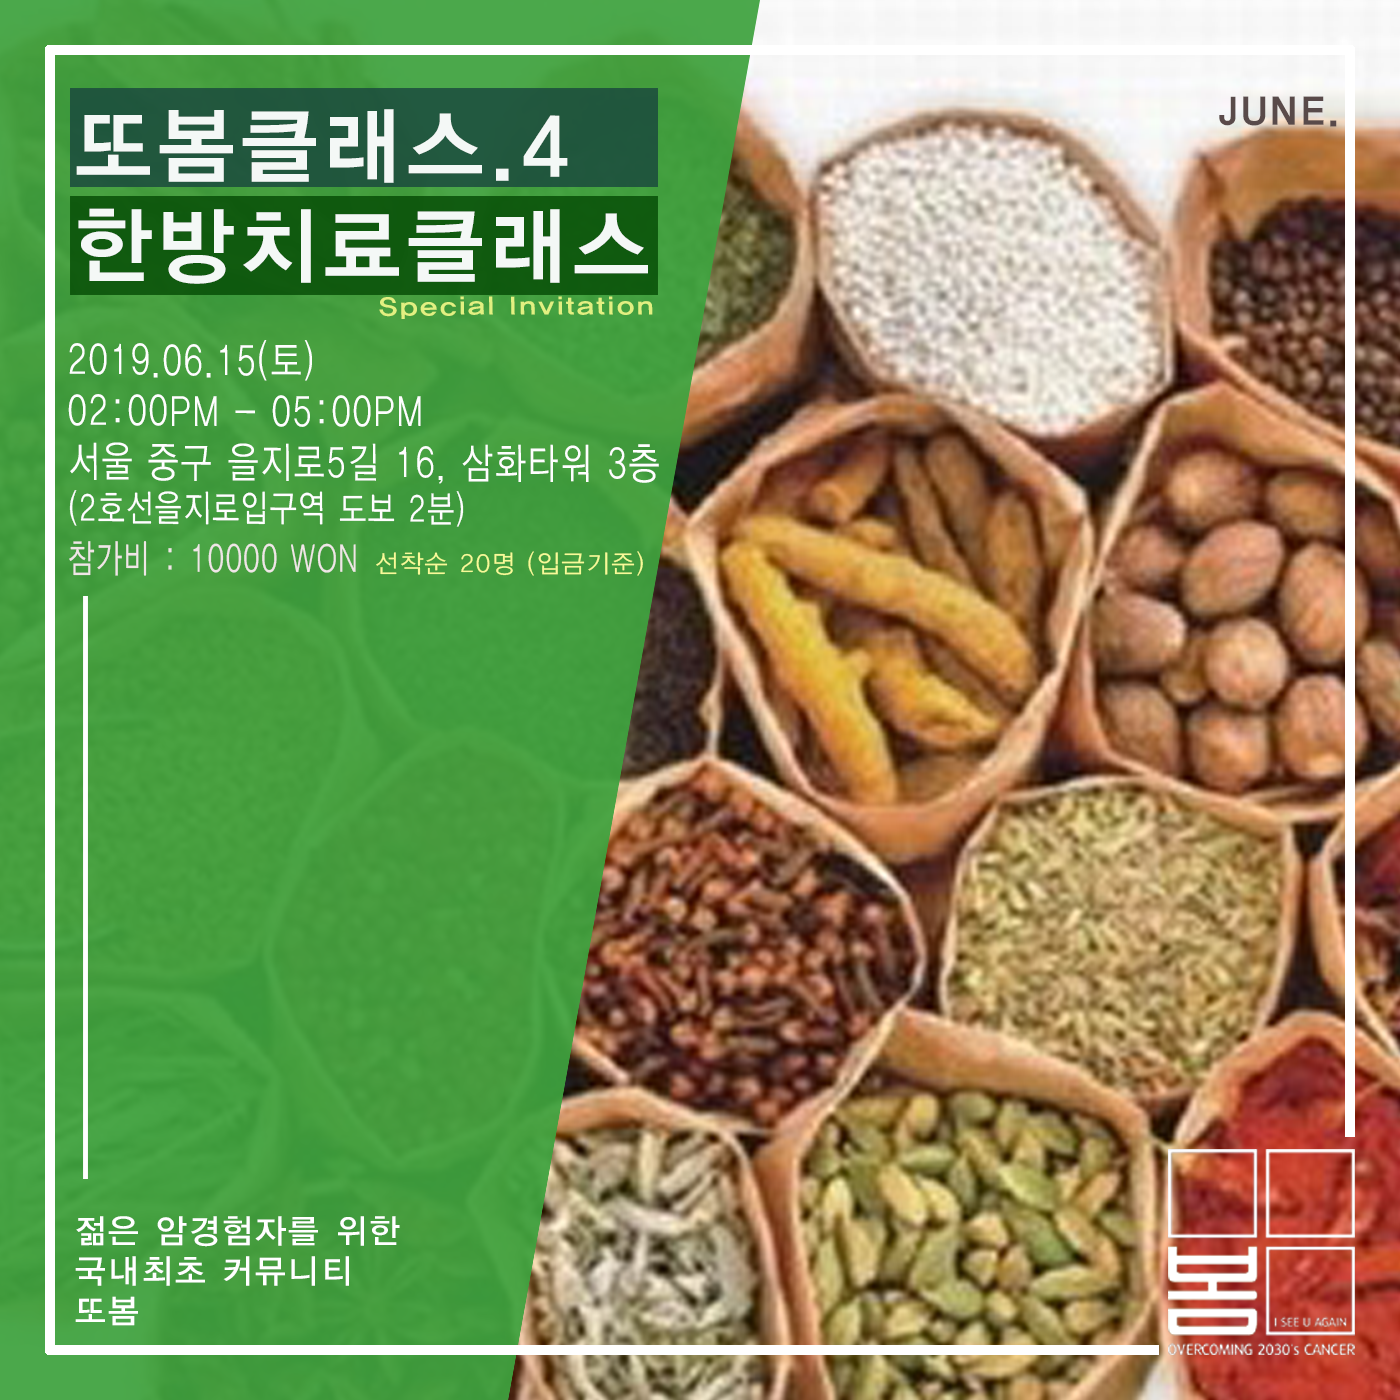 또봄클래스.4
한방치료클래스
Special Invitation
JUNE.
2019.06.15(토)
02:00PM - 05:00PM
서울 중구 을지로5길 16, 삼화타워 3층
(2호선을지로입구역 도보 2분)
참가비 : 10000 WON 선착순 20명 (입금기준)
젊은 암경험자를 위한
국내최초 커뮤니티
또봄
봄
I SEE U AGAIN
OVERCOMING 2030's CANCER